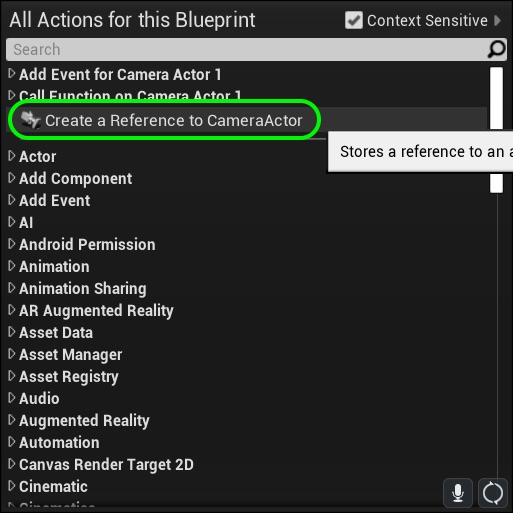 All Actions for this Blueprint
Context Sensitive
Search
Add Event for Camera Actor 1
Call Function on Camera Actor 1
Create a Reference to CameraActor
Stores a reference to an
Actor
Add Component
Add Event
AI
Android Permission
Animation
Animation Sharing
AR Augmented Reality
Asset Data
Asset Manager
Asset Registry
Audio
Augmented Reality
Automation
Canvas Render Target 2D
Cinematic